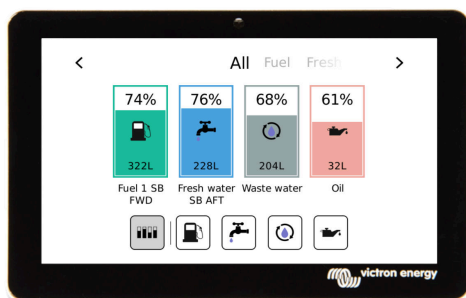 All Fuel Fresh
74% 76% 68% 61%
322L 228L 204L 32L
Fuel 1 SB Fresh water Waste water Oil
FWD SB AFT
victron energy